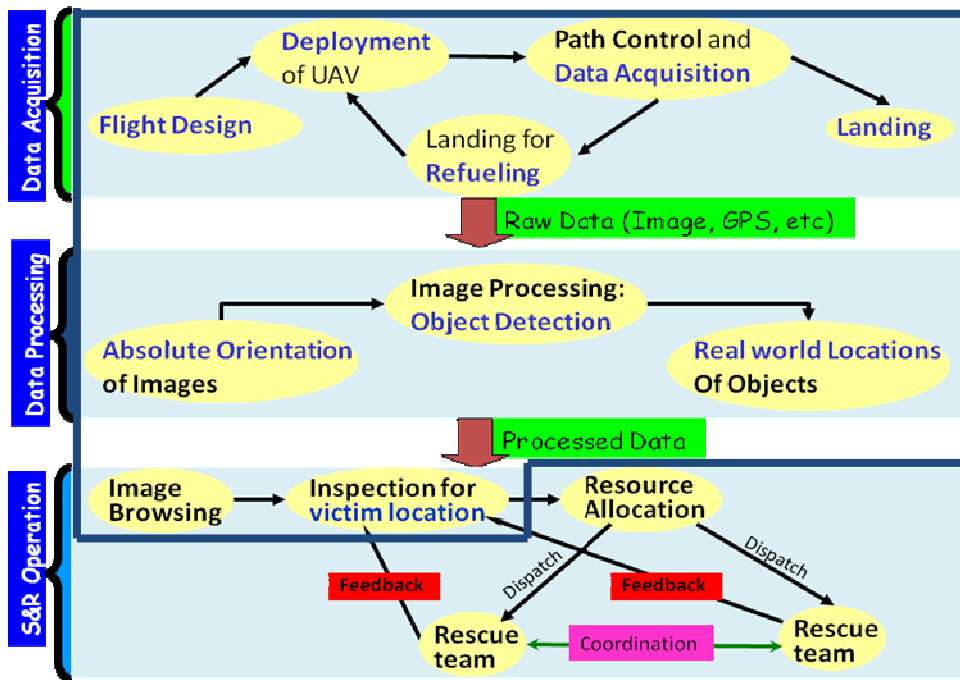 Data Acquisition
Deployment
of UAV
Path Control and
Data Acquisition
Flight Design
Landing
Landing for
Refueling
Raw Data (Image, GPS, etc)
Data Processing
Image Processing:
Object Detection
Absolute Orientation
of Images
Real world Locations
Of Objects
Processed Data
S&R Operation
Image
Browsing
Inspection for
victim location
Resource
Allocation
Dispatch
Dispatch
Feedback
Feedback
Rescue
team
Coordination
Rescue
team